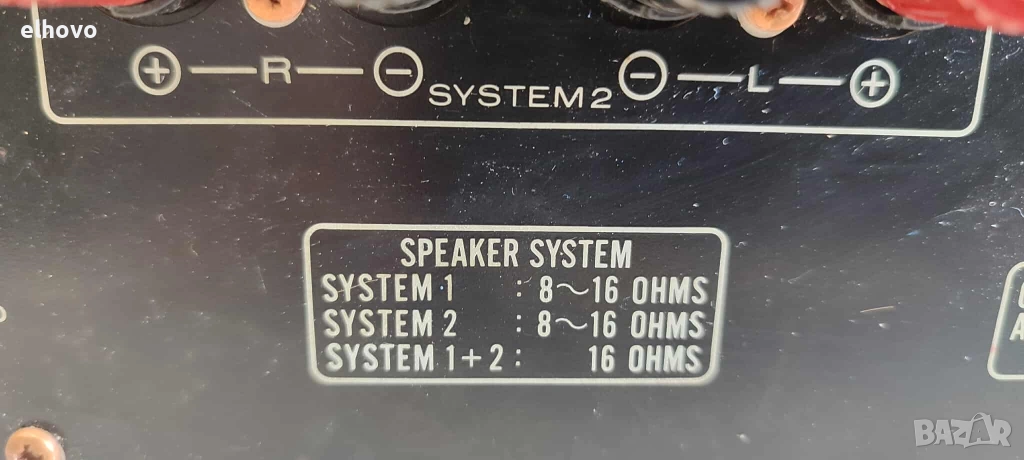 elhovo
+ R - SYSTEM 2 - L +
SPEAKER SYSTEM
SYSTEM 1 : 8~16 OHMS
SYSTEM 2 : 8~16 OHMS
SYSTEM 1+2 : 16 OHMS
BAZAR